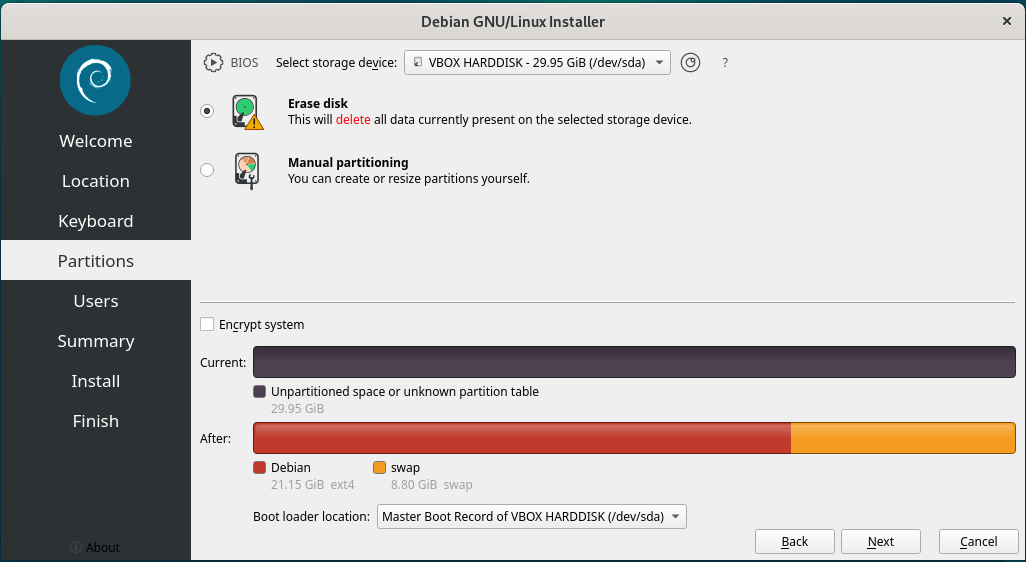 Debian GNU/Linux Installer
×
BIOS Select storage device: VBOX HARDDISK - 29.95 GiB (/dev/sda) ?
Welcome
Location
Keyboard
Partitions
Users
Summary
Install
Finish
About
Erase disk
This will delete all data currently present on the selected storage device.
Manual partitioning
You can create or resize partitions yourself.
Encrypt system
Current:
Unpartitioned space or unknown partition table
29.95 GiB
After:
Debian swap
21.15 GiB ext4 8.80 GiB swap
Boot loader location: Master Boot Record of VBOX HARDDISK (/dev/sda)
Back Next Cancel